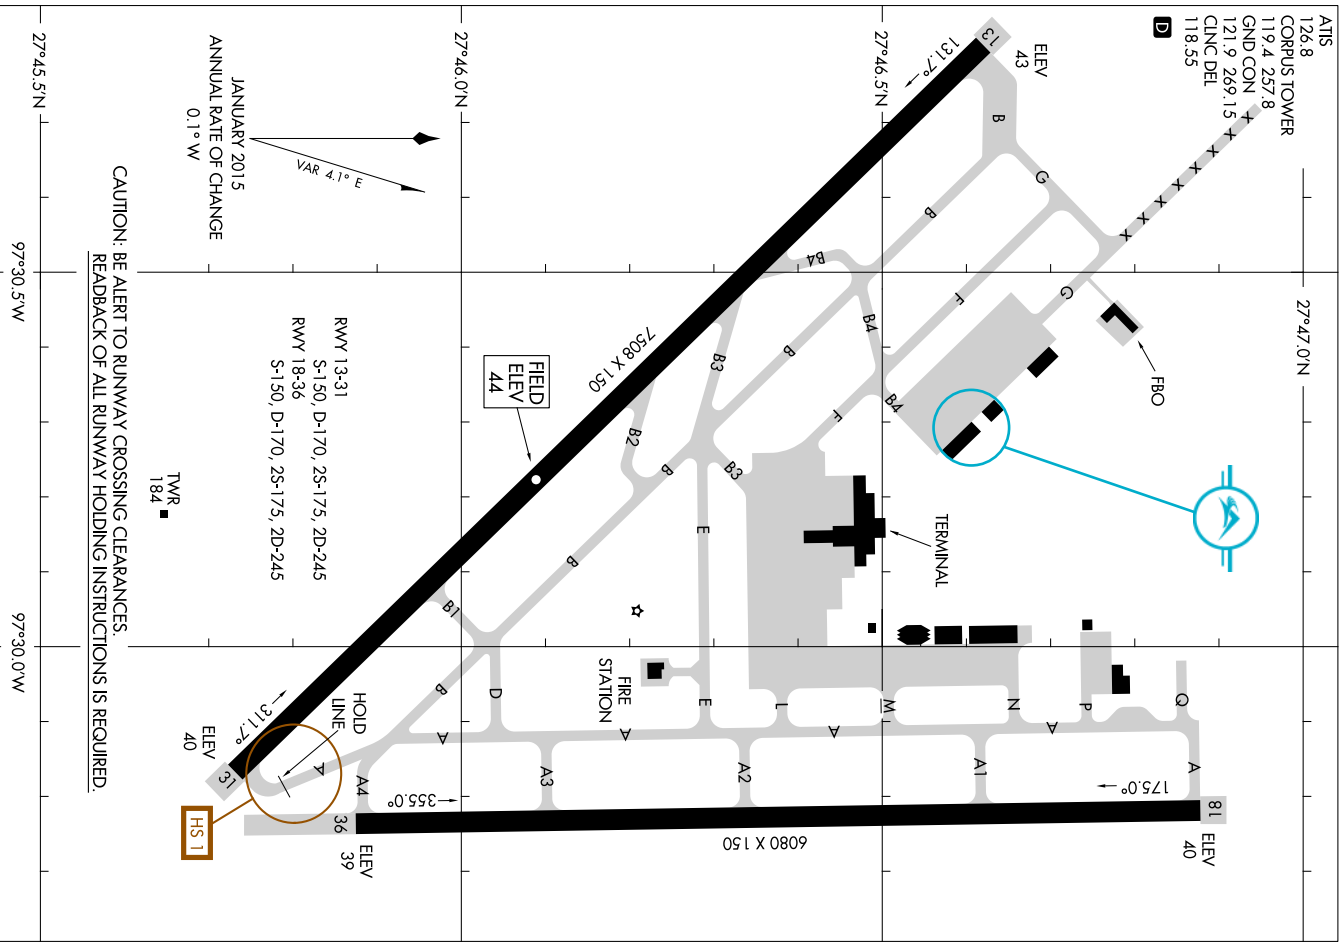 ATIS
126.8
CORPUS TOWER
119.4 257.8
GND CON
121.9 269.15
CLNC DEL
118.55
D
27°45.5'N
27°46.0'N
27°46.5'N
27°47.0'N
97°30.5'W
97°30.0'W
13
ELEV
43
131.7°
B
G
B
B4
F
G
B4
FBO
B
B3
7508 X 150
B4
F
FIELD
ELEV
44
B2
B
B3
E
TERMINAL
B
B1
FIRE
STATION
B
D
E
L
M
N
P
Q
A
A
A
A
HOLD
LINE
A
A4
A3
A2
A1
A
311.7°
31
ELEV
40
HS 1
355.0°
36
ELEV
39
6080 X 150
175.0°
18
ELEV
40
VAR 4.1° E
JANUARY 2015
ANNUAL RATE OF CHANGE
0.1° W
RWY 13-31
S-150, D-170, 2S-175, 2D-245
RWY 18-36
S-150, D-170, 2S-175, 2D-245
TWR
184
CAUTION: BE ALERT TO RUNWAY CROSSING CLEARANCES.
READBACK OF ALL RUNWAY HOLDING INSTRUCTIONS IS REQUIRED.